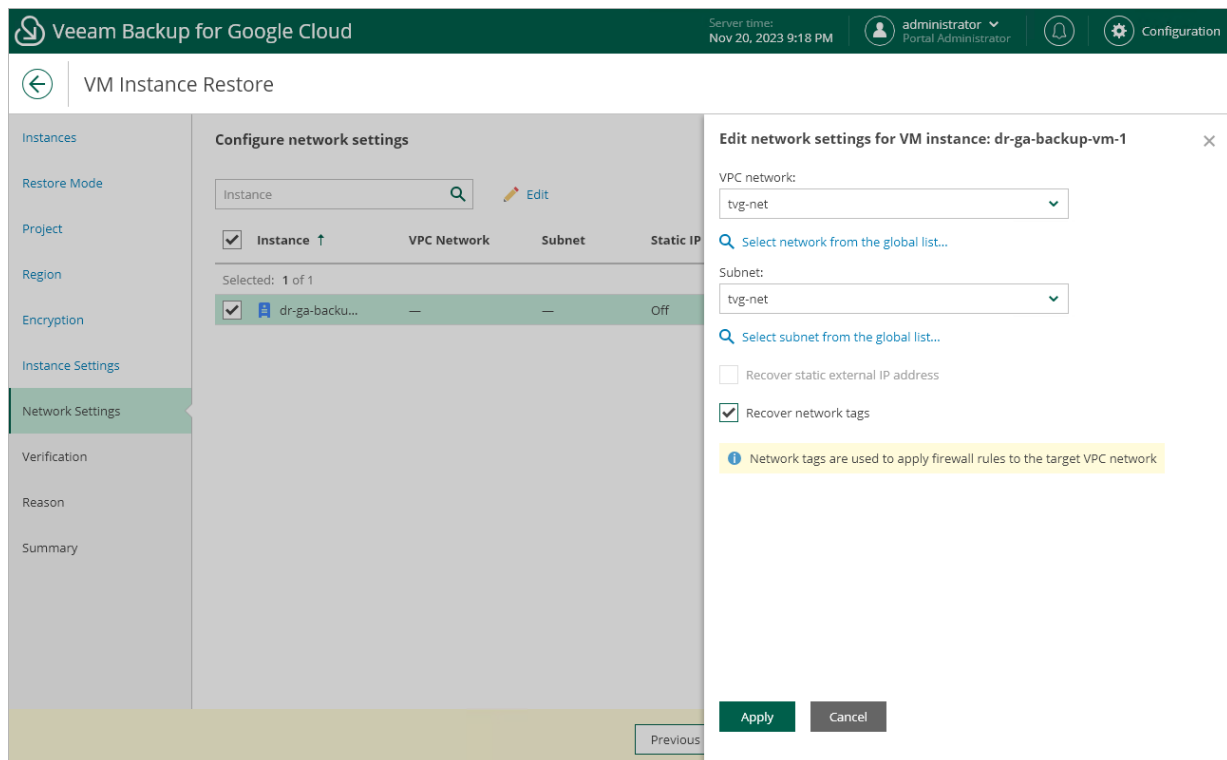 Veeam Backup for Google Cloud
Server time:
Nov 20, 2023 9:18 PM
administrator
Portal Administrator
Configuration
VM Instance Restore
Instances
Restore Mode
Project
Region
Encryption
Instance Settings
Network Settings
Verification
Reason
Summary
Configure network settings
Instance
Edit
Instance ↑ VPC Network Subnet Static IP
Selected: 1 of 1
dr-ga-backu... — — Off
Previous
Edit network settings for VM instance: dr-ga-backup-vm-1
VPC network:
tvg-net
Select network from the global list...
Subnet:
tvg-net
Select subnet from the global list...
Recover static external IP address
Recover network tags
Network tags are used to apply firewall rules to the target VPC network
Apply Cancel